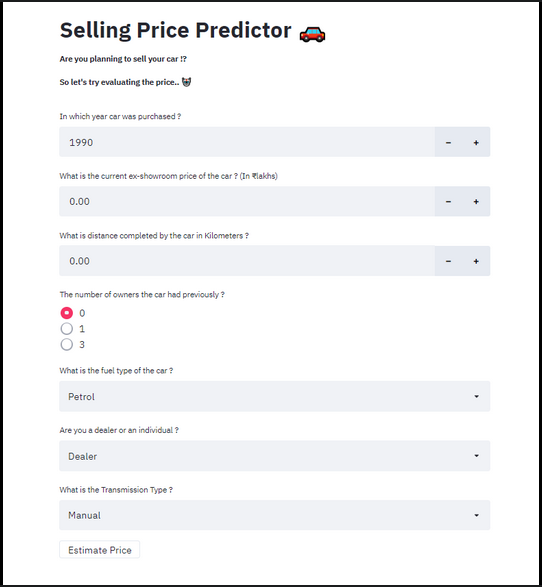 Selling Price Predictor 🚗
Are you planning to sell your car !?
So let's try evaluating the price.. 🤖
In which year car was purchased ?
1990 − +
What is the current ex-showroom price of the car ? (In ₹lakhs)
0.00 − +
What is distance completed by the car in Kilometers ?
0.00 − +
The number of owners the car had previously ?
0
1
3
What is the fuel type of the car ?
Petrol
Are you a dealer or an individual ?
Dealer
What is the Transmission Type ?
Manual
Estimate Price